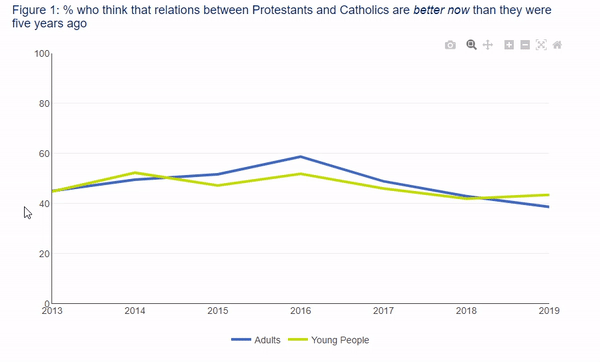 Figure 1: % who think that relations between Protestants and Catholics are better now than they were
five years ago
100
80
60
40
20
0
2013 2014 2015 2016 2017 2018 2019
Adults Young People